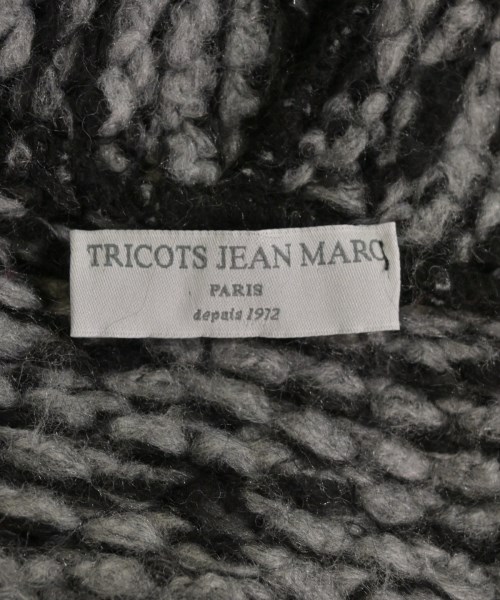 TRICOTS JEAN MARC
PARIS
depuis 1972